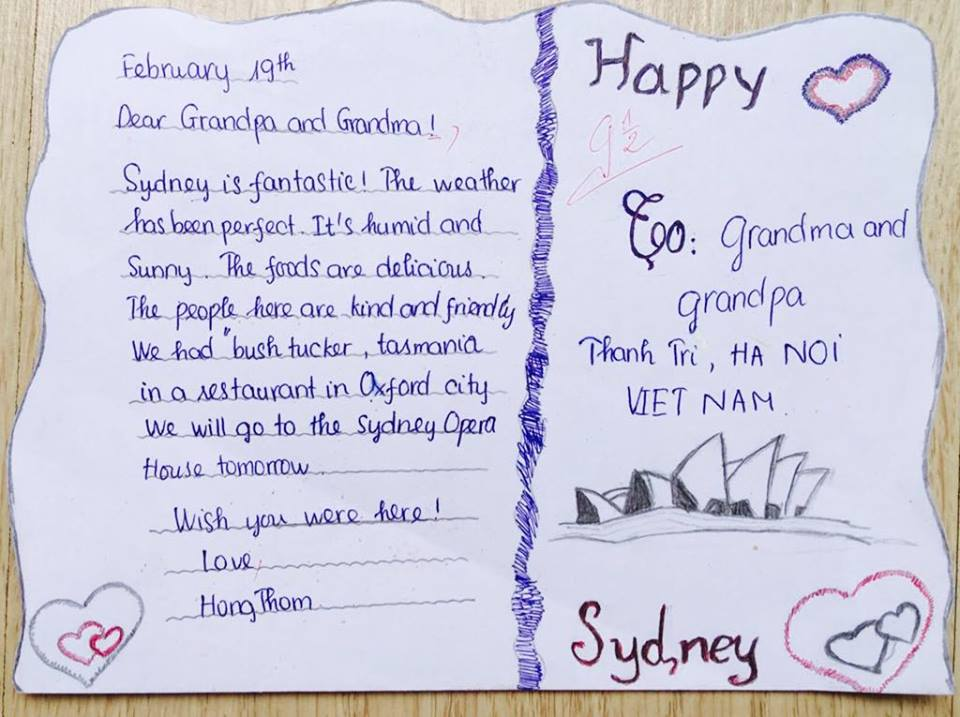 February 19th
Dear Grandpa and Grandma!,
Sydney is fantastic! The weather
has been perfect. It's humid and
Sunny. The foods are delicious.
The people here are kind and friendly
We had "bush tucker, tasmania
in a restaurant in Oxford city
We will go to the Sydney Opera
House tomorrow
Wish you were here!
Love,
Hong Thom
Happy
9 1/2
To: Grandma and
grandpa
Thanh Tri, HA NOi
VIET NAM.
Sydney